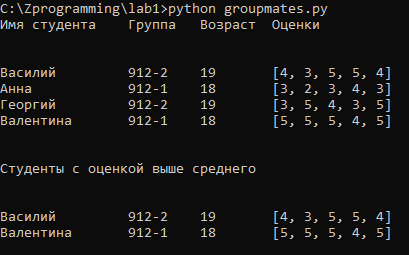 C:\Zprogramming\lab1>python groupmates.py
Имя студента Группа Возраст Оценки
Василий 912-2 19 [4, 3, 5, 5, 4]
Анна 912-1 18 [3, 2, 3, 4, 3]
Георгий 912-2 19 [3, 5, 4, 3, 5]
Валентина 912-1 18 [5, 5, 5, 4, 5]
Студенты с оценкой выше среднего
Василий 912-2 19 [4, 3, 5, 5, 4]
Валентина 912-1 18 [5, 5, 5, 4, 5]